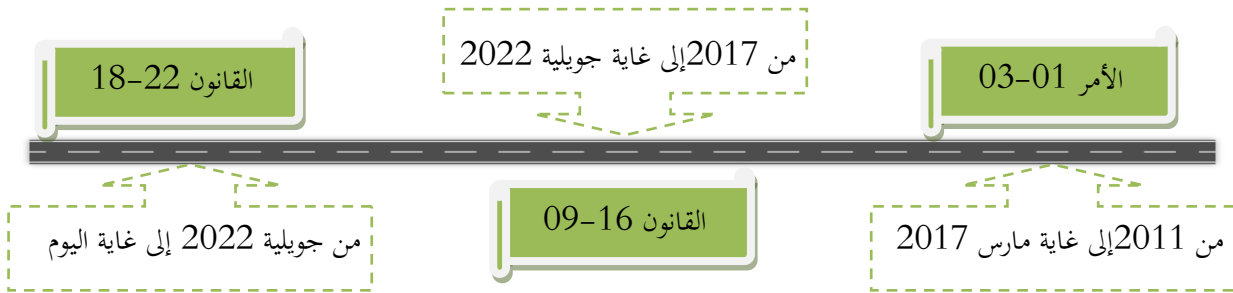 الأمر 01-03
من 2017إلى غاية جويلية 2022
القانون 22-18
من 2011إلى غاية مارس 2017
القانون 16-09
من جويلية 2022 إلى غاية اليوم